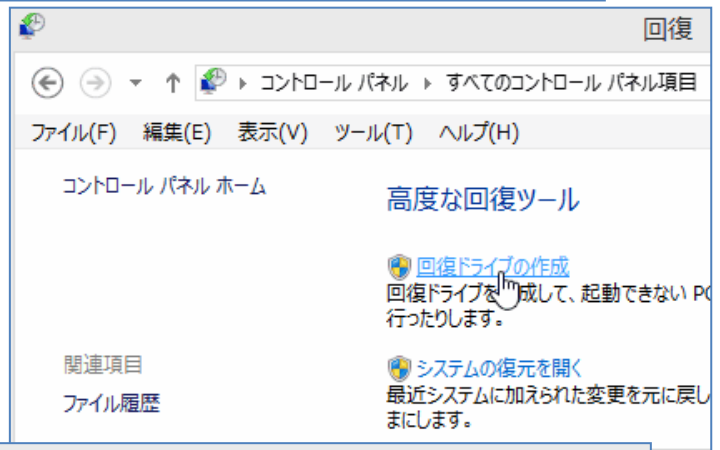 回復
コントロール パネル ▸ すべてのコントロール パネル項目
ファイル(F) 編集(E) 表示(V) ツール(T) ヘルプ(H)
コントロール パネル ホーム
高度な回復ツール
回復ドライブの作成
回復ドライブを成して、起動できない PC
行ったりします。
関連項目
システムの復元を開く
ファイル履歴
最近システムに加えられた変更を元に戻し
まにします。